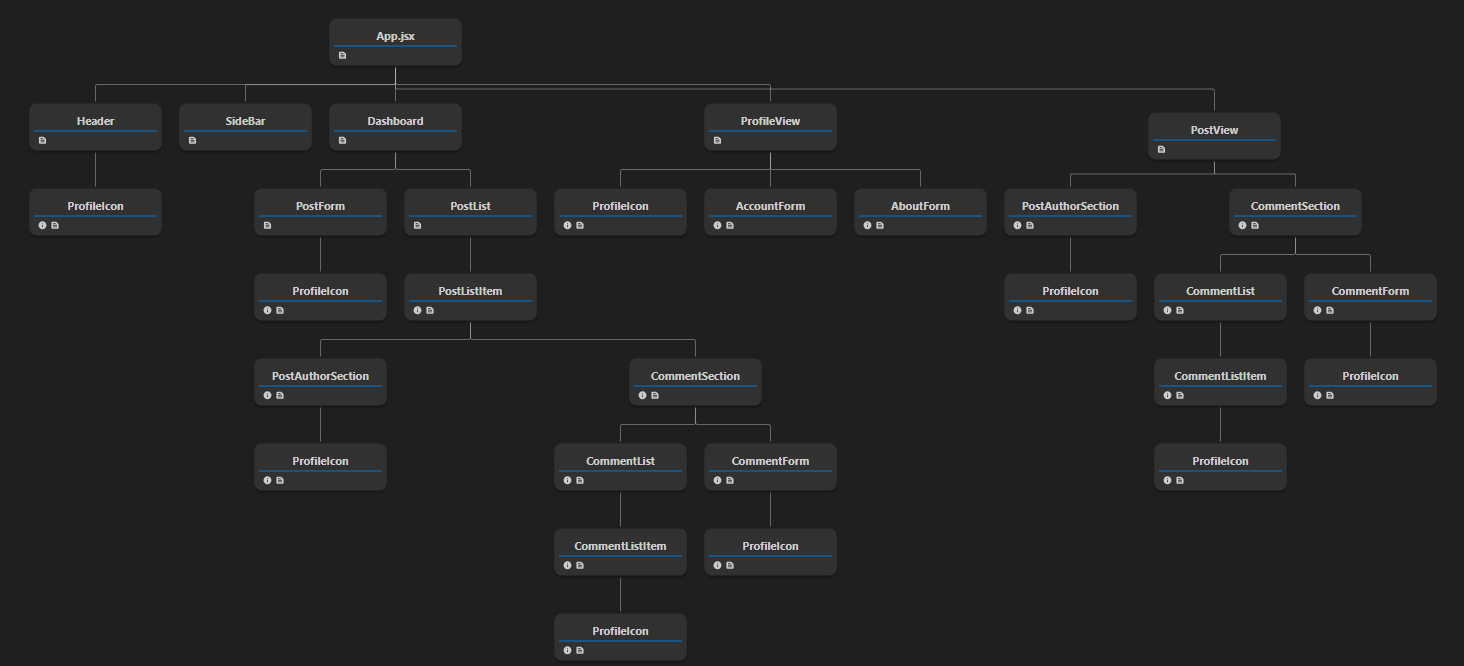 App.jsx
Header
SideBar
Dashboard
ProfileView
PostView
ProfileIcon
PostForm
PostList
ProfileIcon
AccountForm
AboutForm
PostAuthorSection
CommentSection
ProfileIcon
PostListItem
ProfileIcon
CommentList
CommentForm
PostAuthorSection
CommentSection
CommentListItem
ProfileIcon
ProfileIcon
CommentList
CommentForm
ProfileIcon
CommentListItem
ProfileIcon
ProfileIcon